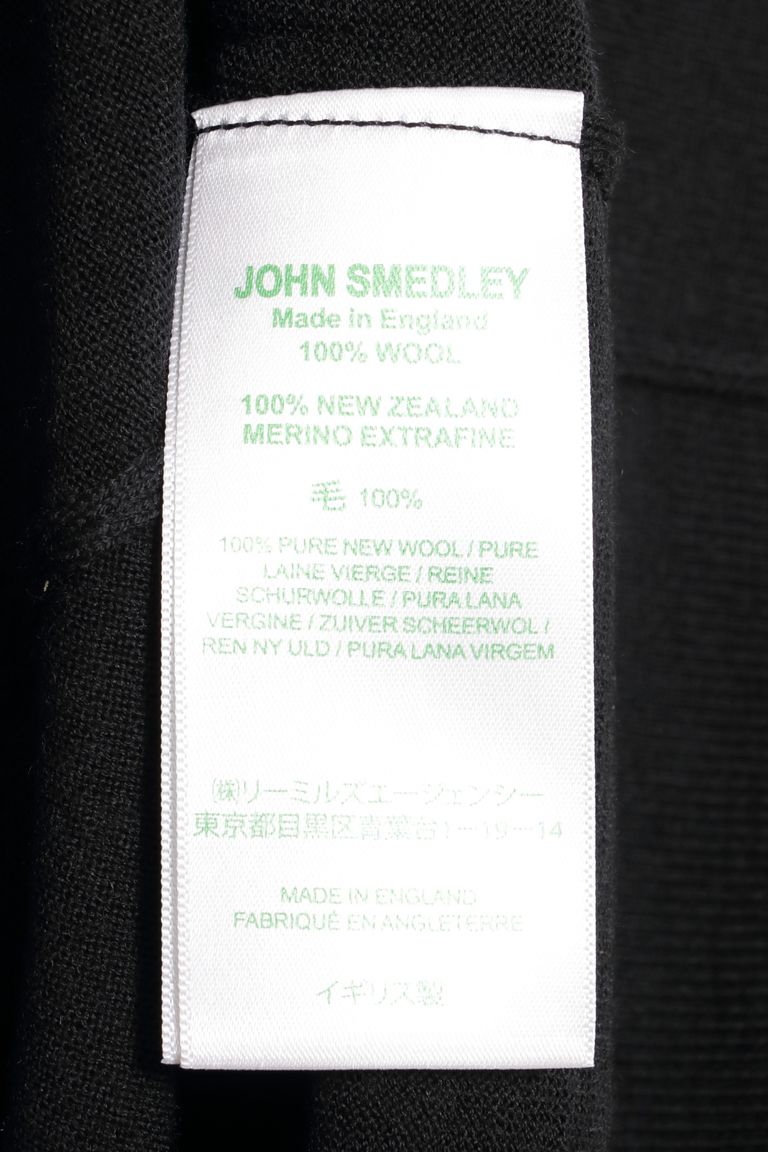 JOHN SMEDLEY
Made in England
100% WOOL
100% NEW ZEALAND
MERINO EXTRAFINE
毛 100%
100% PURE NEW WOOL / PURE
LAINE VIERGE / REINE
SCHURWOLLE / PURA LANA
VERGINE / ZUIVER SCHEERWOL /
REN NY ULD / PURA LANA VIRGEM
㈱リーミルズエージェンシー
東京都目黒区青葉台1−19−14
MADE IN ENGLAND
FABRIQUÉ EN ANGLETERRE
イギリス製